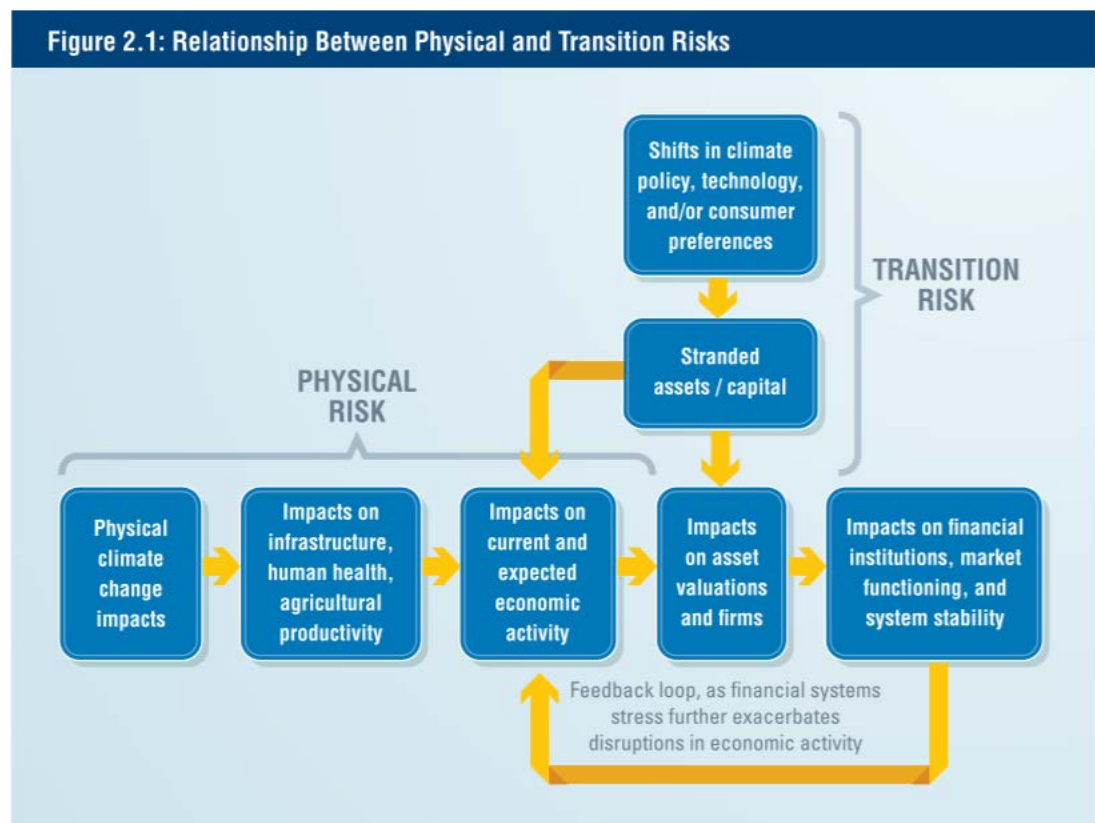 Figure 2.1: Relationship Between Physical and Transition Risks
Shifts in climate
policy, technology,
and/or consumer
preferences
TRANSITION
RISK
Stranded
assets / capital
PHYSICAL
RISK
Physical
climate
change
impacts
Impacts on
infrastructure,
human health,
agricultural
productivity
Impacts on
current and
expected
economic
activity
Impacts
on asset
valuations
and firms
Impacts on financial
institutions, market
functioning, and
system stability
Feedback loop, as financial systems
stress further exacerbates
disruptions in economic activity